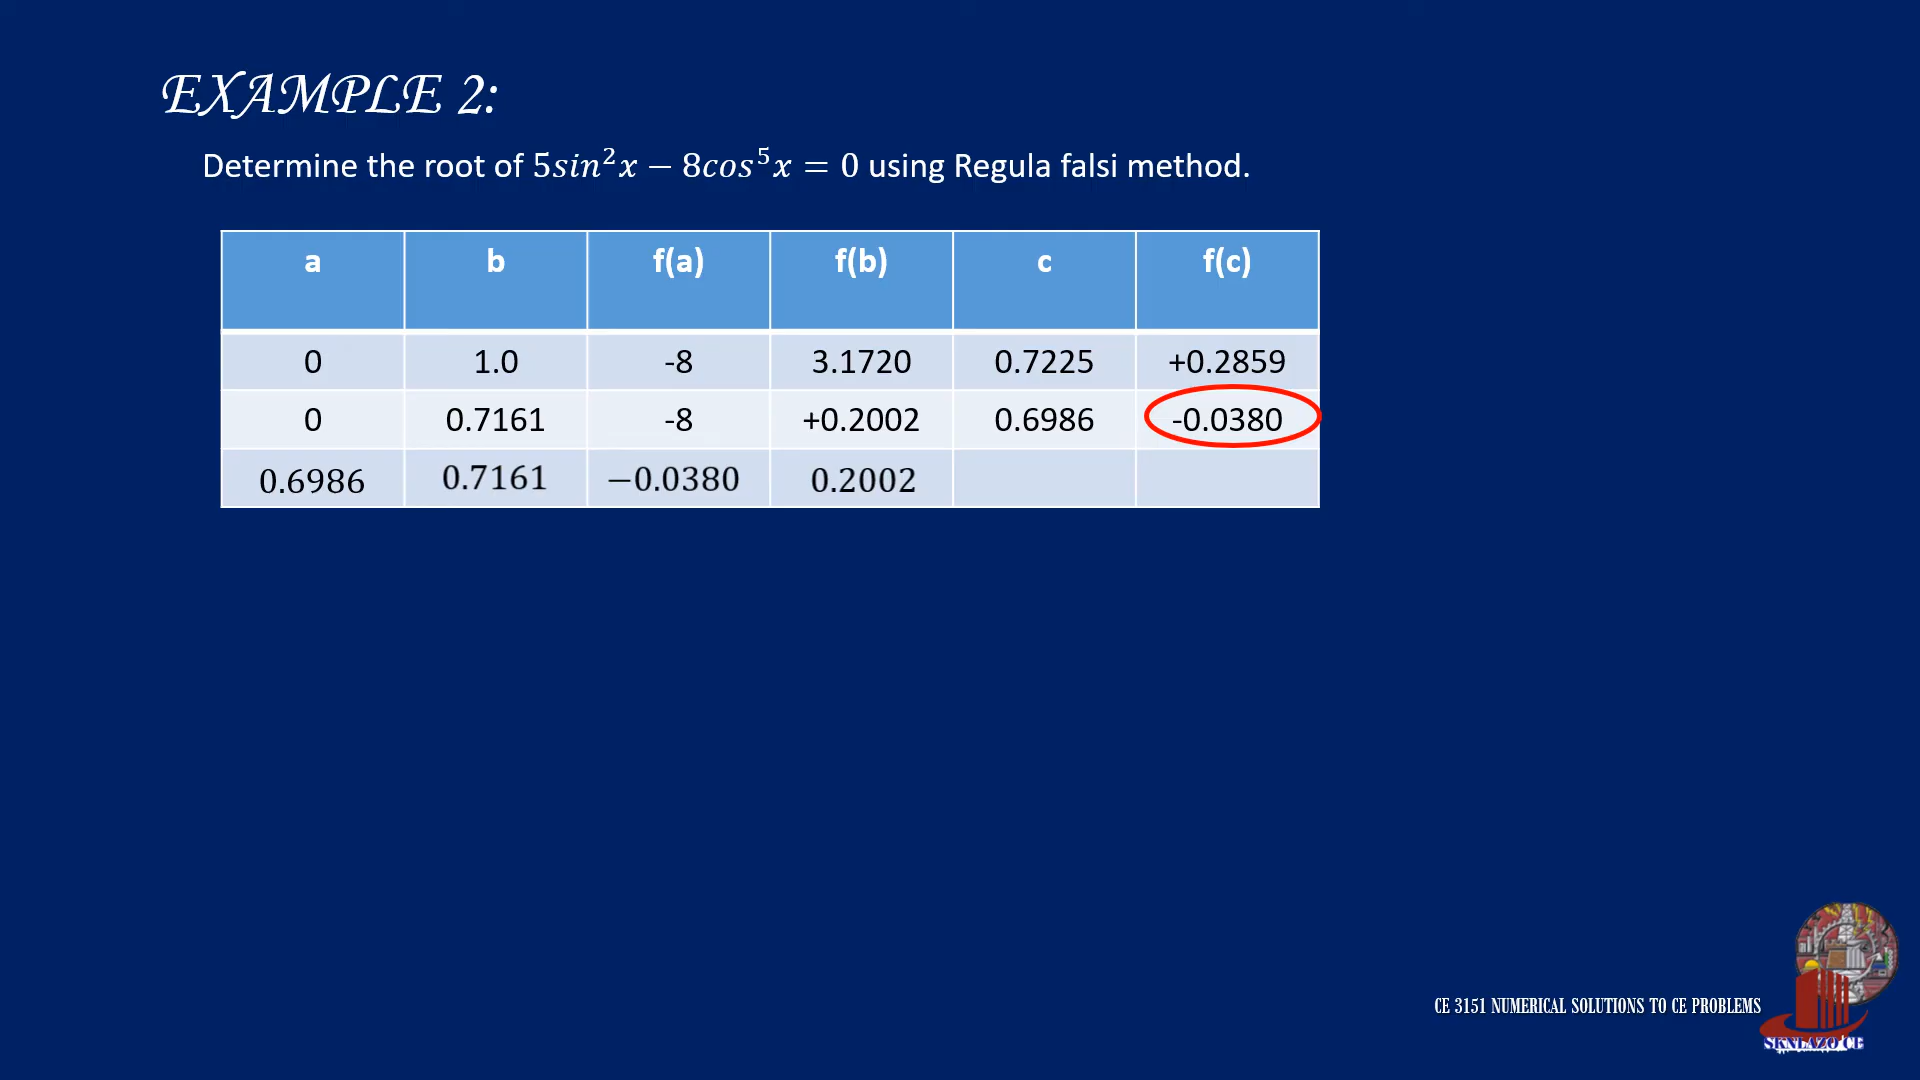 EXAMPLE 2:
Determine the root of 5sin²x − 8cos⁵x = 0 using Regula falsi method.
a b f(a) f(b) c f(c)
0 1.0 -8 3.1720 0.7225 +0.2859
0 0.7161 -8 +0.2002 0.6986 -0.0380
0.6986 0.7161 −0.0380 0.2002
CE 3151 NUMERICAL SOLUTIONS TO CE PROBLEMS
SKNLAZO CE